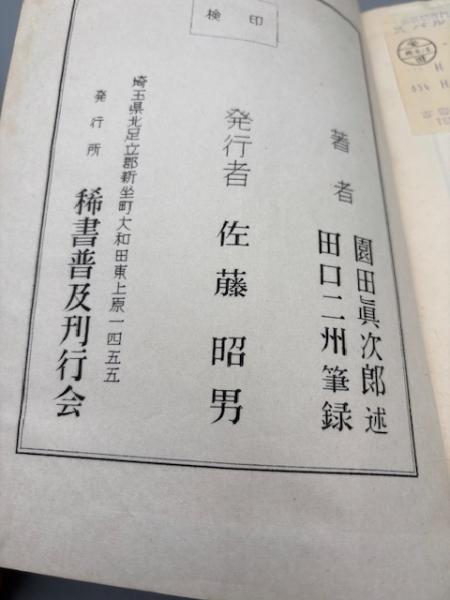 検印
著者
園田眞次郎述
田口二州筆録
発行者 佐藤昭男
埼玉県北足立郡新坐町大和田東上原一四五五
発行所 稀書普及刊行会